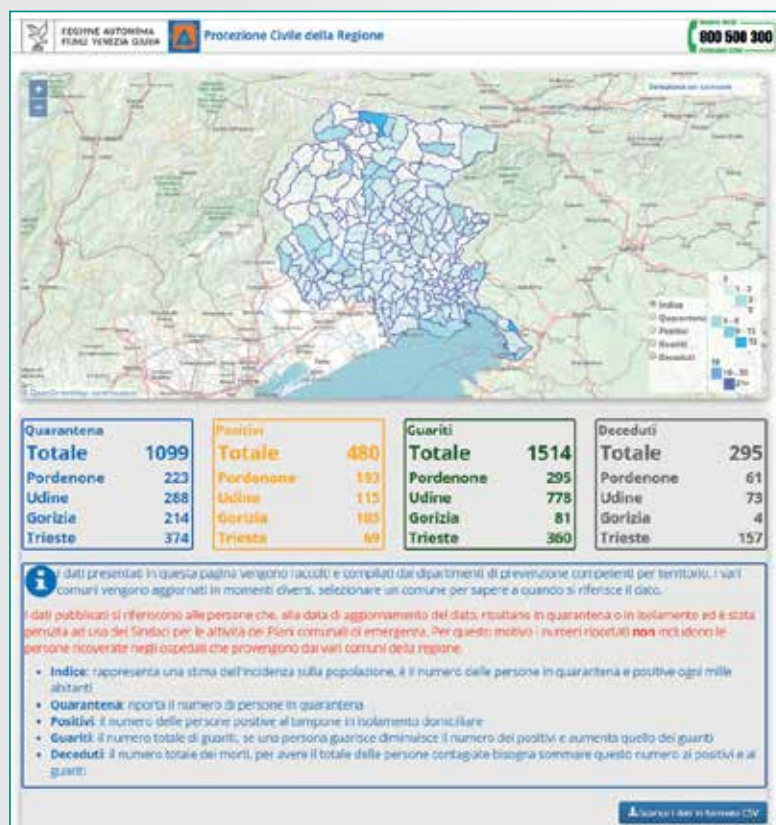 REGIONE AUTONOMA
FRIULI VENEZIA GIULIA
Protezione Civile della Regione
800 500 300
+
−
Indice
Quarantena
Positivi
Guariti
Deceduti
© OpenStreetMap contributors
Quarantena
Totale 1099
Pordenone 223
Udine 288
Gorizia 214
Trieste 374
Positivi
Totale 480
Pordenone 193
Udine 115
Gorizia 103
Trieste 69
Guariti
Totale 1514
Pordenone 295
Udine 778
Gorizia 81
Trieste 360
Deceduti
Totale 295
Pordenone 61
Udine 73
Gorizia 4
Trieste 157
I dati presentati in questa pagina vengono raccolti e compilati dai dipartimenti di prevenzione competenti per territorio, i vari
comuni vengono aggiornati in momenti diversi, selezionare un comune per sapere a quando si riferisce il dato.
I dati pubblicati si riferiscono alle persone che, alla data di aggiornamento del dato, risultano in quarantena o in isolamento ed è stata
pensata ad uso dei Sindaci per le attività dei Piani comunali di emergenza. Per questo motivo i numeri riportati non includono le
persone ricoverate negli ospedali che provengono dai vari comuni della regione.
• Indice: rappresenta una stima dell'incidenza sulla popolazione, è il numero delle persone in quarantena e positive ogni mille
abitanti
• Quarantena: riporta il numero di persone in quarantena
• Positivi: il numero delle persone positive al tampone in isolamento domiciliare
• Guariti: il numero totale di guariti, se una persona guarisce diminuisce il numero dei positivi e aumenta quello dei guariti
• Deceduti: il numero totale dei morti, per avere il totale delle persone contagiate bisogna sommare questo numero ai positivi e ai
guariti
Scarica i dati in formato CSV